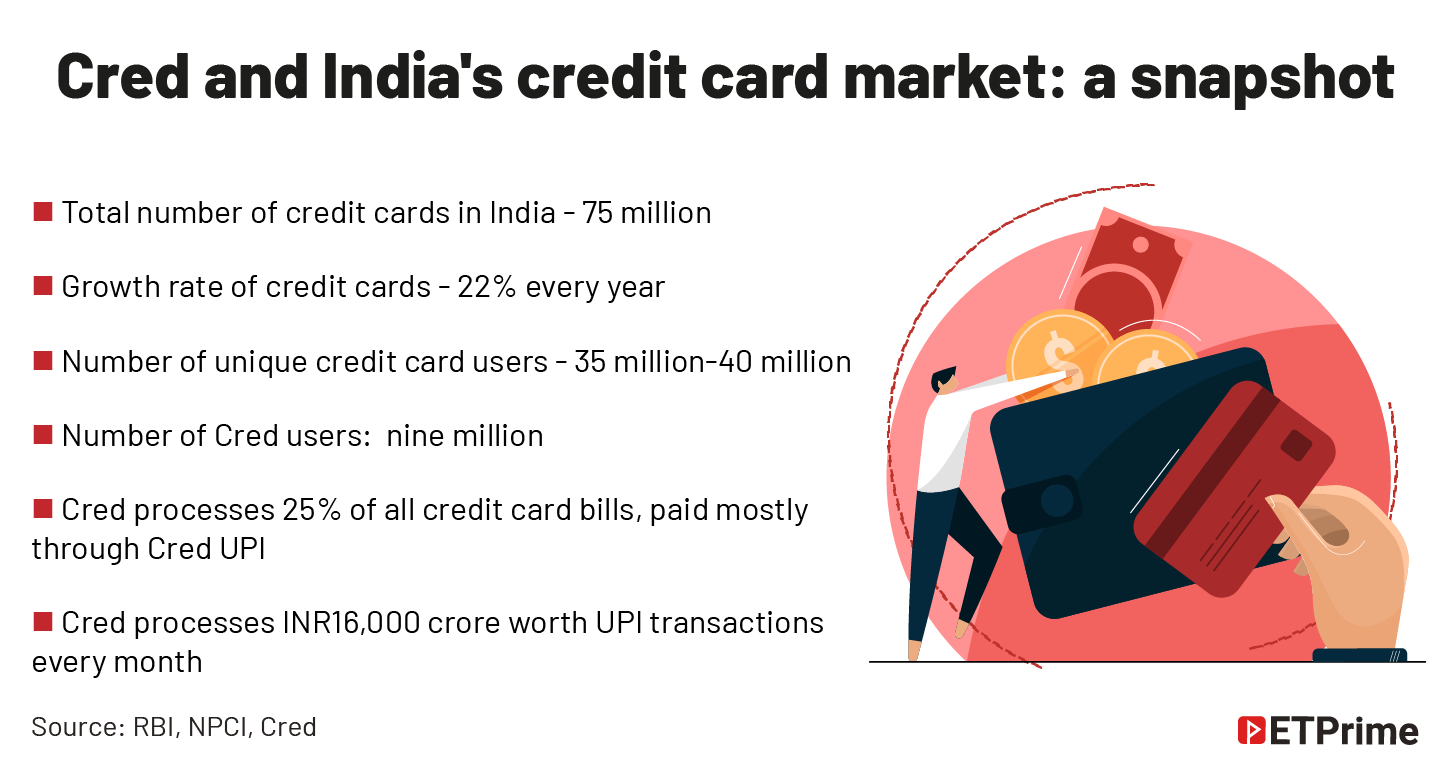 Cred and India's credit card market: a snapshot
Total number of credit cards in India - 75 million
Growth rate of credit cards - 22% every year
Number of unique credit card users - 35 million-40 million
Number of Cred users:  nine million
Cred processes 25% of all credit card bills, paid mostly
through Cred UPI
Cred processes INR16,000 crore worth UPI transactions
every month
Source: RBI, NPCI, Cred
ETPrime
$
$